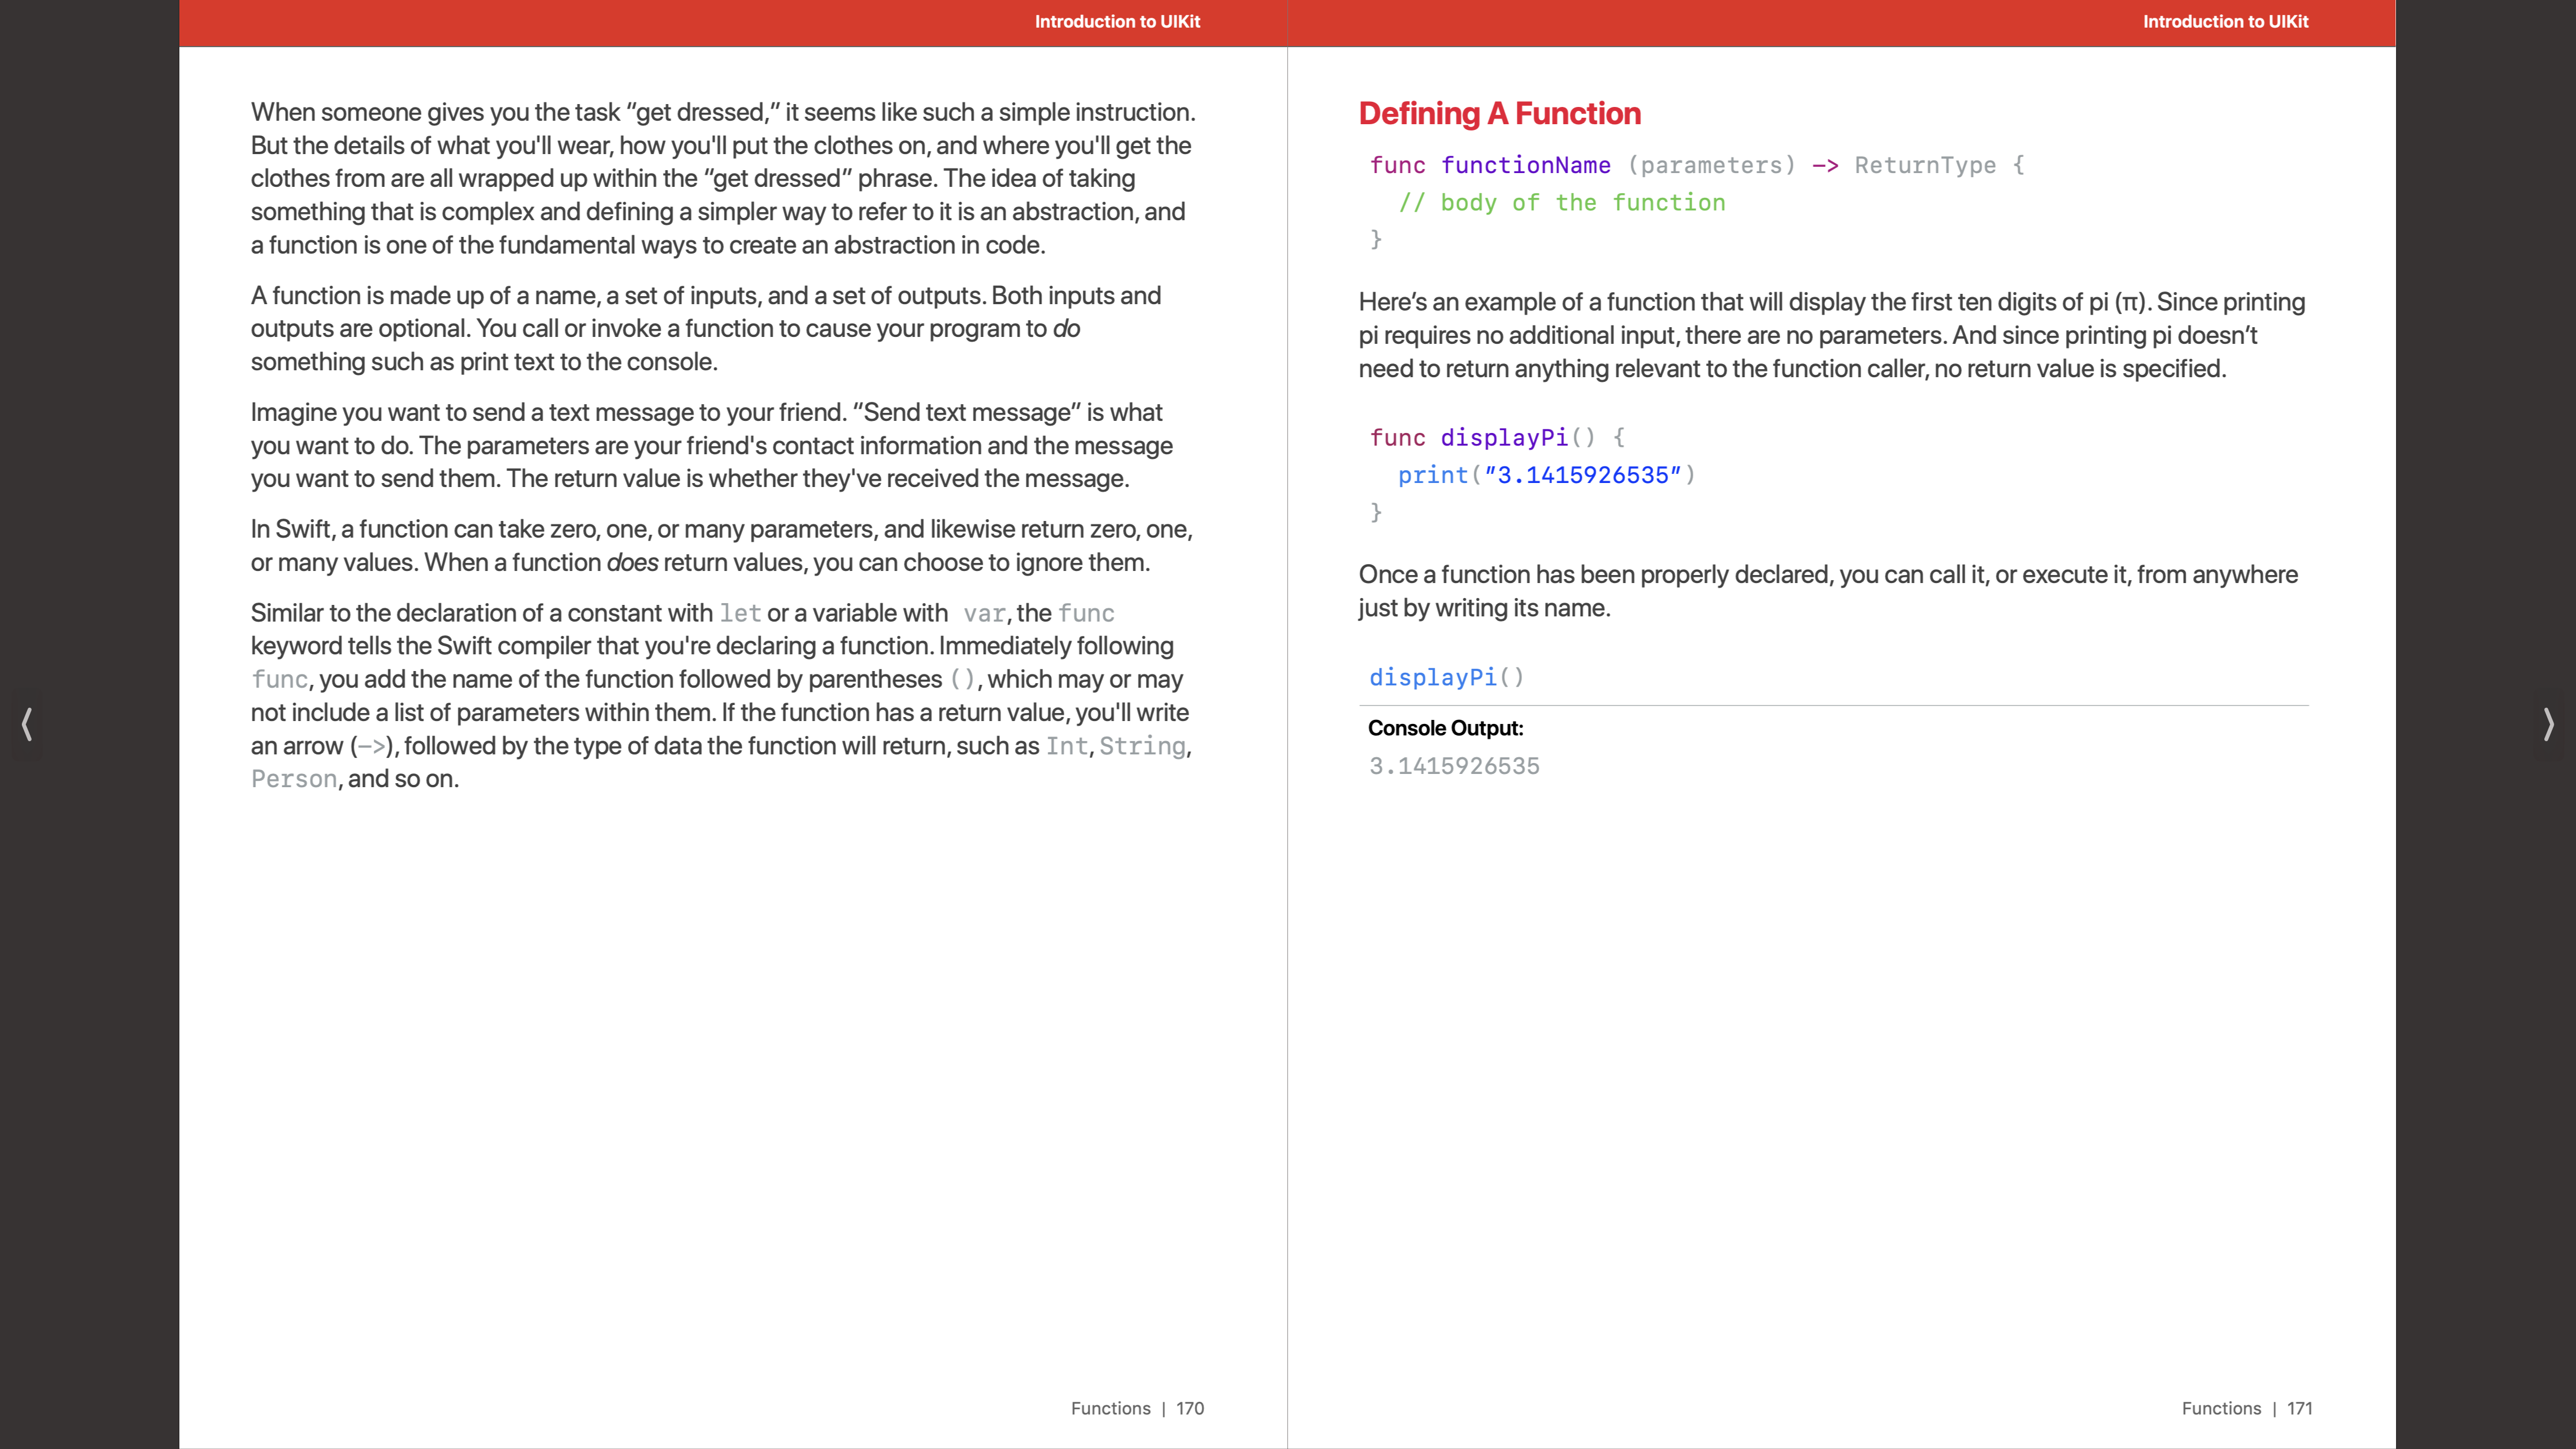 Introduction to UIKit
When someone gives you the task “get dressed,” it seems like such a simple instruction.
But the details of what you'll wear, how you'll put the clothes on, and where you'll get the
clothes from are all wrapped up within the “get dressed” phrase. The idea of taking
something that is complex and defining a simpler way to refer to it is an abstraction, and
a function is one of the fundamental ways to create an abstraction in code.
A function is made up of a name, a set of inputs, and a set of outputs. Both inputs and
outputs are optional. You call or invoke a function to cause your program to do
something such as print text to the console.
Imagine you want to send a text message to your friend. “Send text message” is what
you want to do. The parameters are your friend's contact information and the message
you want to send them. The return value is whether they've received the message.
In Swift, a function can take zero, one, or many parameters, and likewise return zero, one,
or many values. When a function does return values, you can choose to ignore them.
Similar to the declaration of a constant with let or a variable with var, the func
keyword tells the Swift compiler that you're declaring a function. Immediately following
func, you add the name of the function followed by parentheses (), which may or may
not include a list of parameters within them. If the function has a return value, you'll write
an arrow (->), followed by the type of data the function will return, such as Int, String,
Person, and so on.
Functions | 170
Introduction to UIKit
Defining A Function
func functionName (parameters) -> ReturnType {
// body of the function
}
Here’s an example of a function that will display the first ten digits of pi (π). Since printing
pi requires no additional input, there are no parameters. And since printing pi doesn’t
need to return anything relevant to the function caller, no return value is specified.
func displayPi() {
print("3.1415926535")
}
Once a function has been properly declared, you can call it, or execute it, from anywhere
just by writing its name.
displayPi()
Console Output:
3.1415926535
Functions | 171